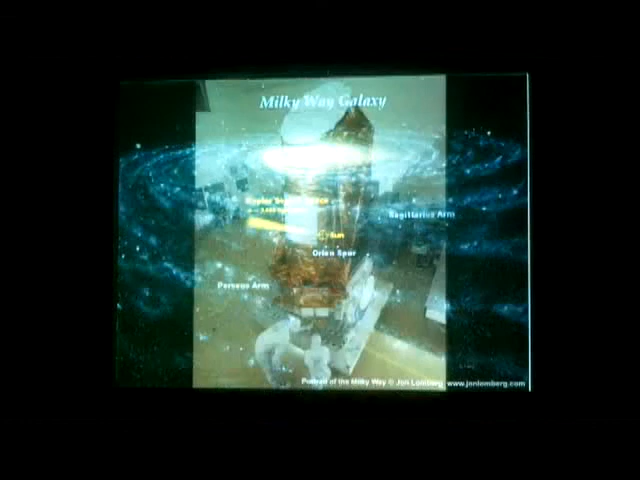 Milky Way Galaxy
Sagittarius Arm
Sun
Orion Spur
Perseus Arm
Portrait of the Milky Way © Jon Lomberg www.jonlomberg.com